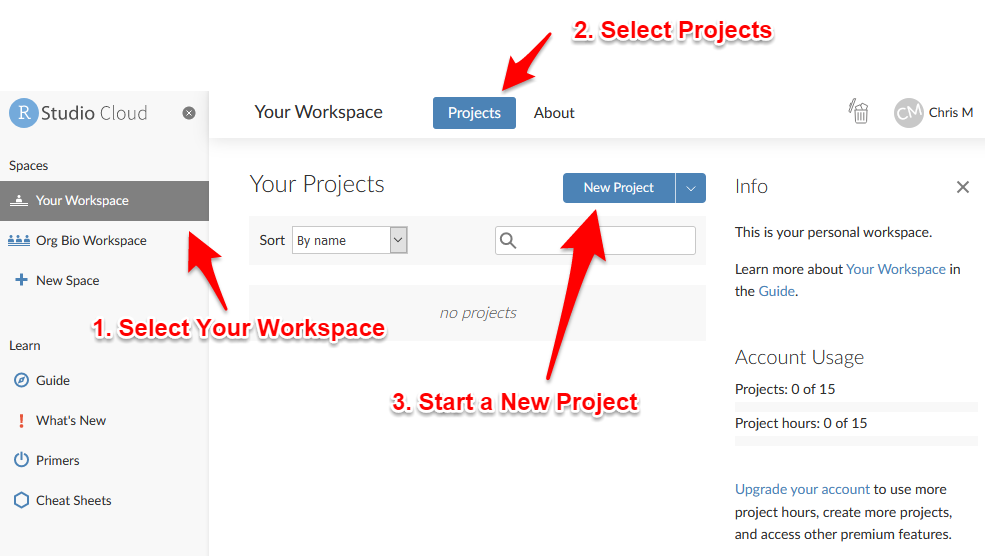 2. Select Projects
R Studio Cloud
Your Workspace
Projects
About
CM
Chris M
Spaces
Your Workspace
Org Bio Workspace
New Space
1. Select Your Workspace
Learn
Guide
What's New
Primers
Cheat Sheets
Your Projects
New Project
Sort
By name
no projects
3. Start a New Project
Info
This is your personal workspace.
Learn more about Your Workspace in
the Guide.
Account Usage
Projects: 0 of 15
Project hours: 0 of 15
Upgrade your account to use more
project hours, create more projects,
and access other premium features.